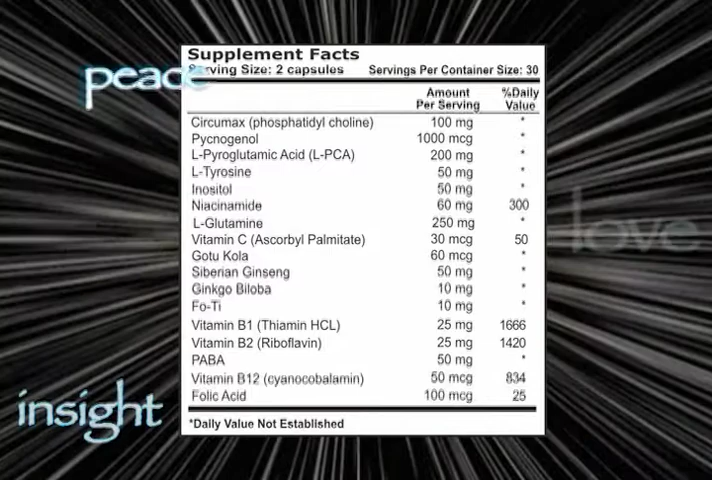 Supplement Facts
peace
Serving Size: 2 capsules Servings Per Container Size: 30
Amount Per Serving %Daily Value
Circumax (phosphatidyl choline) 100 mg *
Pycnogenol 1000 mcg *
L-Pyroglutamic Acid (L-PCA) 200 mg *
L-Tyrosine 50 mg *
Inositol 50 mg *
Niacinamide 60 mg 300
L-Glutamine 250 mg *
love
Vitamin C (Ascorbyl Palmitate) 30 mcg 50
Gotu Kola 60 mcg *
Siberian Ginseng 50 mg *
Ginkgo Biloba 10 mg *
Fo-Ti 10 mg *
Vitamin B1 (Thiamin HCL) 25 mg 1666
Vitamin B2 (Riboflavin) 25 mg 1420
PABA 50 mg *
Vitamin B12 (cyanocobalamin) 50 mcg 834
Folic Acid 100 mcg 25
insight
*Daily Value Not Established